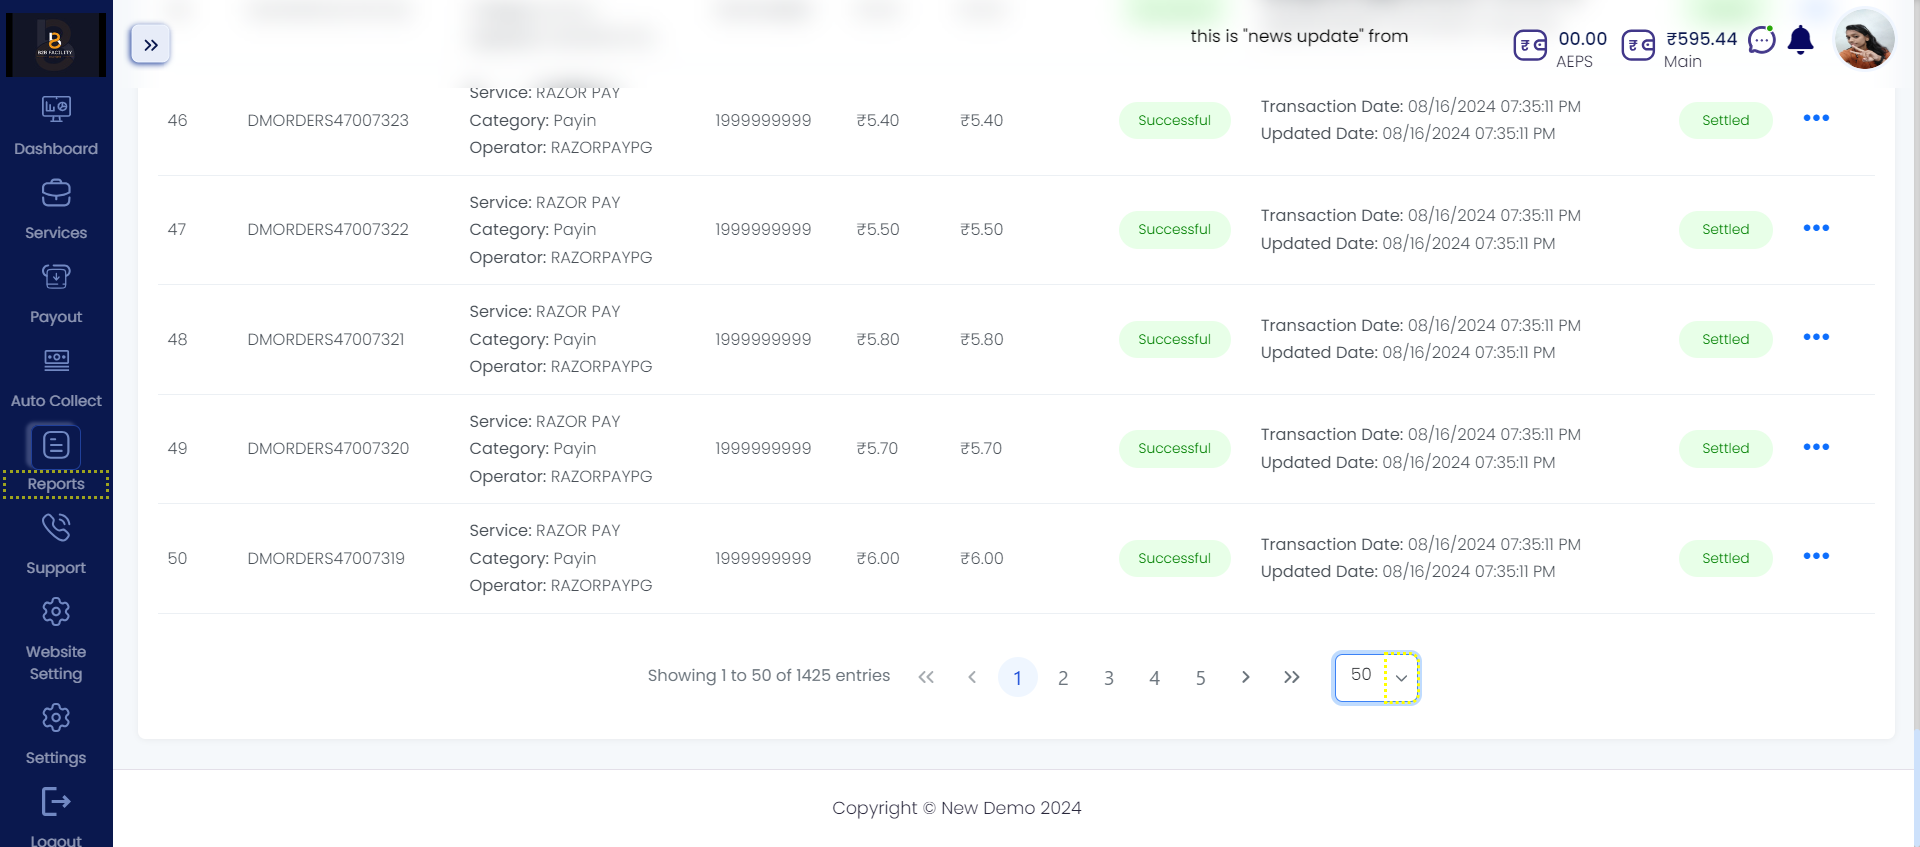 B2B FACILITY
this is "news update" from
00.00
AEPS
₹595.44
Main
Dashboard
Services
Payout
Auto Collect
Reports
Support
Website
Setting
Settings
Logout
Service: RAZOR PAY
46 DMORDERS47007323 Category: Payin 1999999999 ₹5.40 ₹5.40 Successful Transaction Date: 08/16/2024 07:35:11 PM Settled
Operator: RAZORPAYPG Updated Date: 08/16/2024 07:35:11 PM
Service: RAZOR PAY
47 DMORDERS47007322 Category: Payin 1999999999 ₹5.50 ₹5.50 Successful Transaction Date: 08/16/2024 07:35:11 PM Settled
Operator: RAZORPAYPG Updated Date: 08/16/2024 07:35:11 PM
Service: RAZOR PAY
48 DMORDERS47007321 Category: Payin 1999999999 ₹5.80 ₹5.80 Successful Transaction Date: 08/16/2024 07:35:11 PM Settled
Operator: RAZORPAYPG Updated Date: 08/16/2024 07:35:11 PM
Service: RAZOR PAY
49 DMORDERS47007320 Category: Payin 1999999999 ₹5.70 ₹5.70 Successful Transaction Date: 08/16/2024 07:35:11 PM Settled
Operator: RAZORPAYPG Updated Date: 08/16/2024 07:35:11 PM
Service: RAZOR PAY
50 DMORDERS47007319 Category: Payin 1999999999 ₹6.00 ₹6.00 Successful Transaction Date: 08/16/2024 07:35:11 PM Settled
Operator: RAZORPAYPG Updated Date: 08/16/2024 07:35:11 PM
Showing 1 to 50 of 1425 entries 1 2 3 4 5 50
Copyright © New Demo 2024